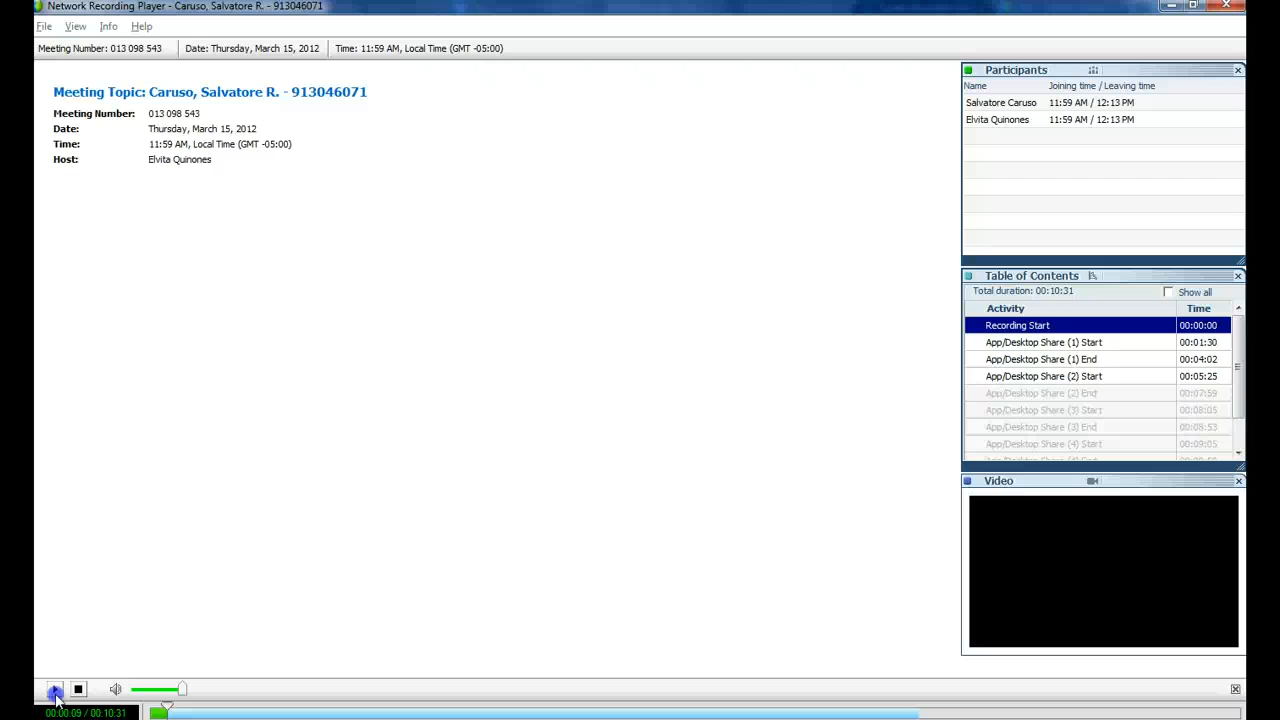 Network Recording Player - Caruso, Salvatore R. - 913046071
File View Info Help
Meeting Number: 013 098 543 Date: Thursday, March 15, 2012 Time: 11:59 AM, Local Time (GMT -05:00)
Meeting Topic: Caruso, Salvatore R. - 913046071
Meeting Number: 013 098 543
Date: Thursday, March 15, 2012
Time: 11:59 AM, Local Time (GMT -05:00)
Host: Elvita Quinones
Participants
Name Joining time / Leaving time
Salvatore Caruso 11:59 AM / 12:13 PM
Elvita Quinones 11:59 AM / 12:13 PM
Table of Contents
Total duration: 00:10:31 Show all
Activity Time
Recording Start 00:00:00
App/Desktop Share (1) Start 00:01:30
App/Desktop Share (1) End 00:04:02
App/Desktop Share (2) Start 00:05:25
App/Desktop Share (2) End 00:07:59
App/Desktop Share (3) Start 00:08:05
App/Desktop Share (3) End 00:08:53
App/Desktop Share (4) Start 00:09:05
Video
00:00:09 / 00:10:31